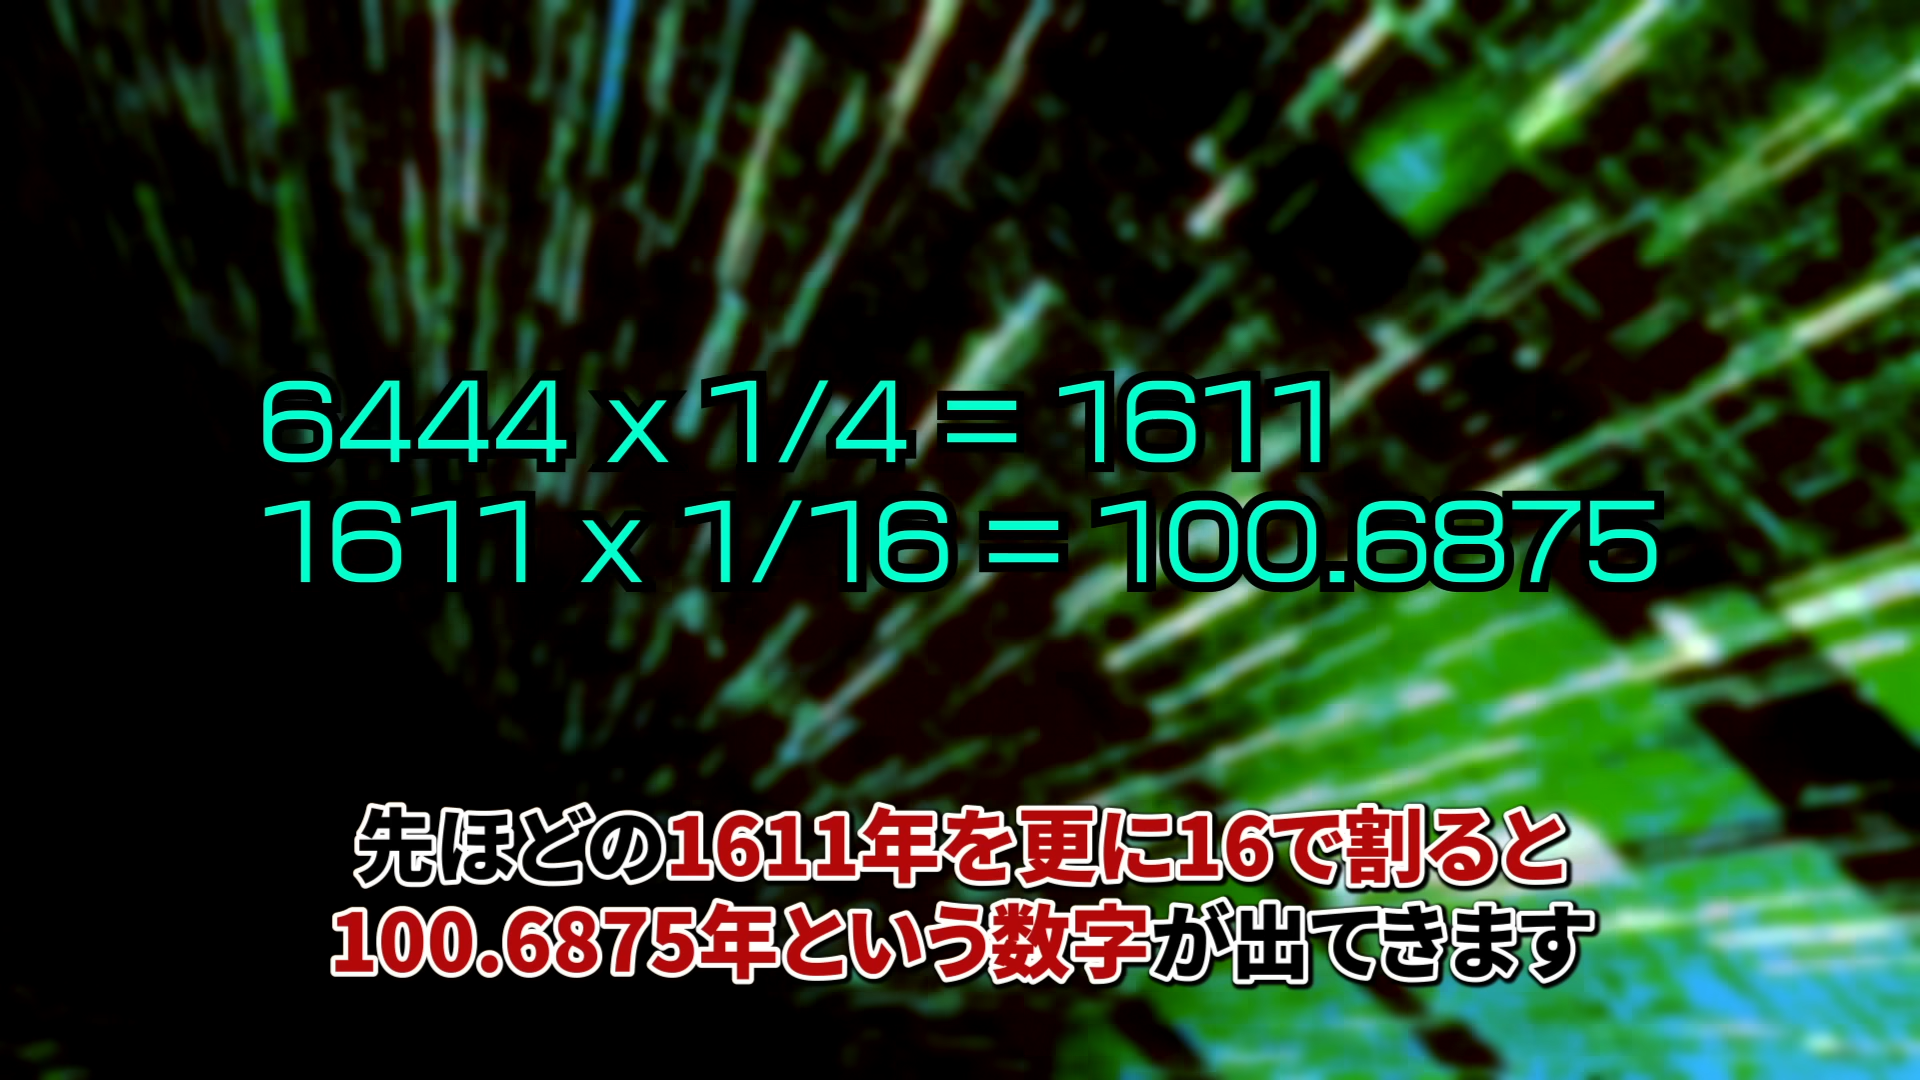 6444 x 1/4 = 1611
1611 x 1/16 = 100.6875
先ほどの1611年を更に16で割ると
100.6875年という数字が出てきます